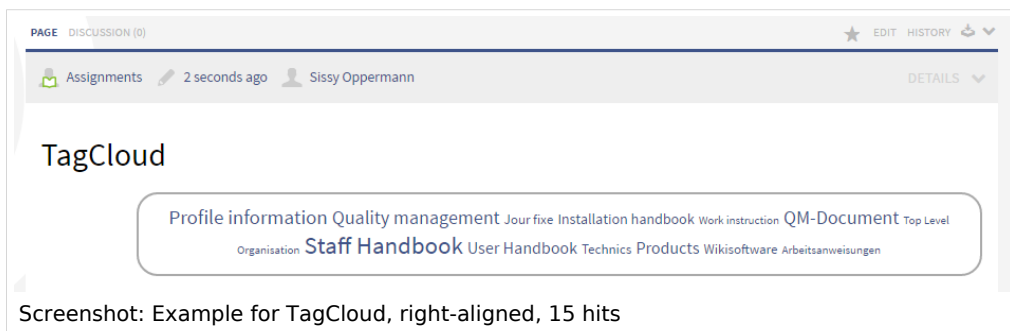 PAGE DISCUSSION (0) EDIT HISTORY
Assignments 2 seconds ago Sissy Oppermann DETAILS
TagCloud
Profile information Quality management Jour fixe Installation handbook Work instruction QM-Document Top Level
Organisation Staff Handbook User Handbook Technics Products Wikisoftware Arbeitsanweisungen
Screenshot: Example for TagCloud, right-aligned, 15 hits